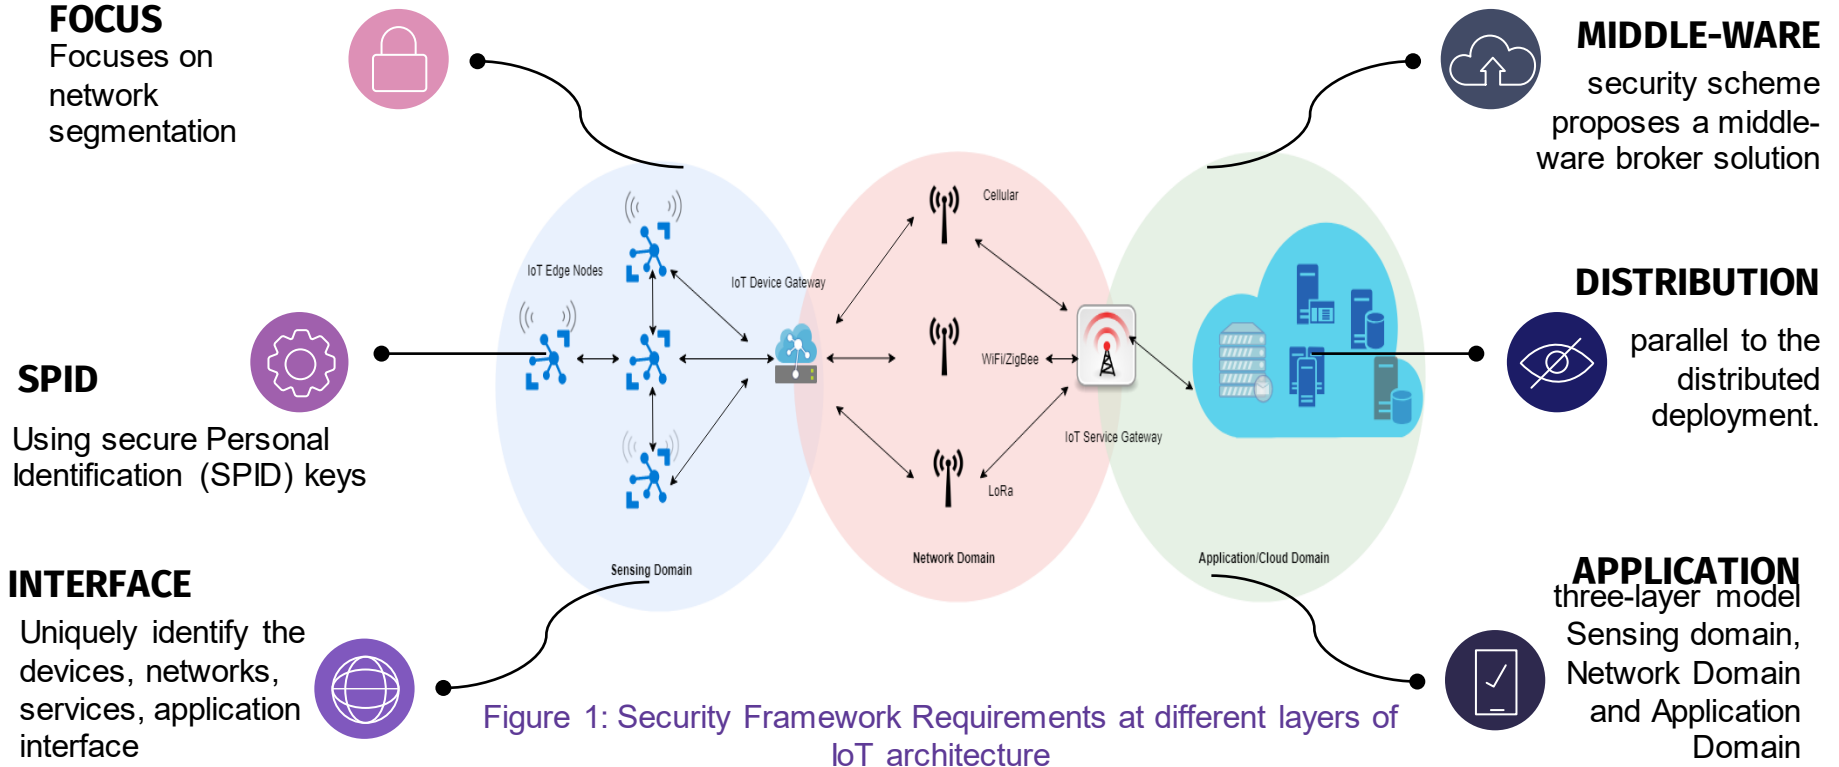 FOCUS
Focuses on
network
segmentation
MIDDLE-WARE
security scheme
proposes a middle-
ware broker solution
Cellular
IoT Edge Nodes
IoT Device Gateway
WiFi/ZigBee
IoT Service Gateway
LoRa
Sensing Domain
Network Domain
Application/Cloud Domain
SPID
Using secure Personal
Identification (SPID) keys
DISTRIBUTION
parallel to the
distributed
deployment.
INTERFACE
Uniquely identify the
devices, networks,
services, application
interface
APPLICATION
three-layer model
Sensing domain,
Network Domain
and Application
Domain
Figure 1: Security Framework Requirements at different layers of
IoT architecture